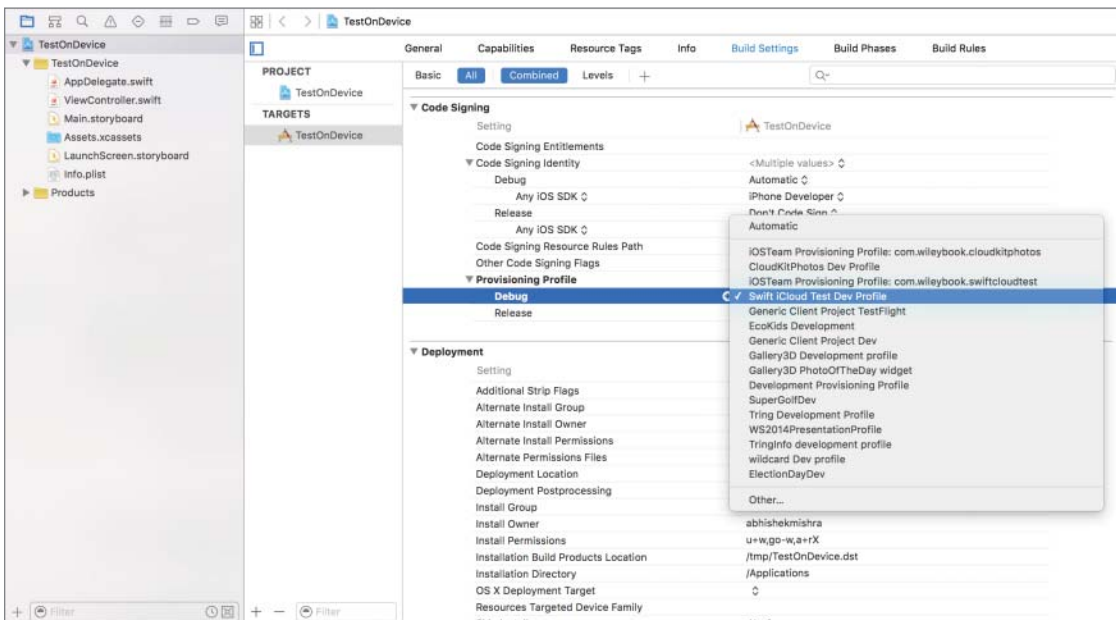 TestOnDevice
TestOnDevice
TestOnDevice
AppDelegate.swift
ViewController.swift
Main.storyboard
Assets.xcassets
LaunchScreen.storyboard
Info.plist
Products
Filter
PROJECT
TestOnDevice
TARGETS
TestOnDevice
Filter
General Capabilities Resource Tags Info Build Settings Build Phases Build Rules
Basic All Combined Levels +
Code Signing
Setting TestOnDevice
Code Signing Entitlements
Code Signing Identity <Multiple values>
Debug Automatic
Any iOS SDK iPhone Developer
Release Don't Code Sign
Any iOS SDK
Code Signing Resource Rules Path
Other Code Signing Flags
Provisioning Profile
Debug
Release
Automatic
iOSTeam Provisioning Profile: com.wileybook.cloudkitphotos
CloudKitPhotos Dev Profile
iOSTeam Provisioning Profile: com.wileybook.swiftcloudtest
✓ Swift iCloud Test Dev Profile
Generic Client Project TestFlight
EcoKids Development
Generic Client Project Dev
Gallery3D Development profile
Gallery3D PhotoOfTheDay widget
Development Provisioning Profile
SuperGolfDev
Tring Development Profile
WS2014PresentationProfile
TringInfo development profile
wildcard Dev profile
ElectionDayDev
Other...
Deployment
Setting
Additional Strip Flags
Alternate Install Group
Alternate Install Owner
Alternate Install Permissions
Alternate Permissions Files
Deployment Location
Deployment Postprocessing
Install Group
Install Owner abhishekmishra
Install Permissions u+w,go-w,a+rX
Installation Build Products Location /tmp/TestOnDevice.dst
Installation Directory /Applications
OS X Deployment Target
Resources Targeted Device Family